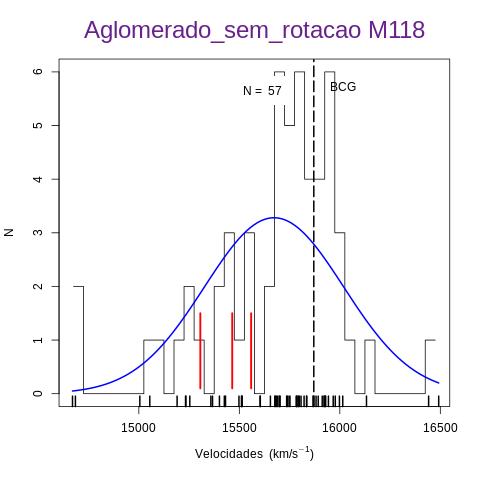 Aglomerado_sem_rotacao M118
N = 57
BCG
6
5
4
3
2
1
0
N
15000 15500 16000 16500
Velocidades (km/s⁻¹)